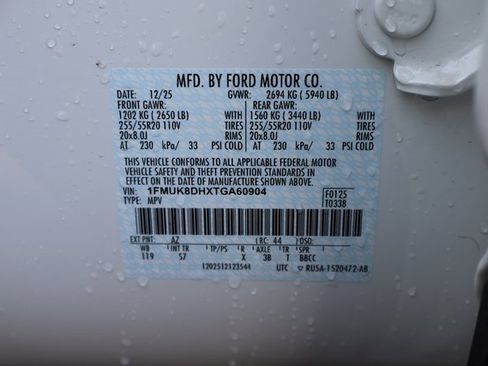 MFD. BY FORD MOTOR CO.
DATE: 12/25 GVWR: 2694 KG ( 5940 LB)
FRONT GAWR: REAR GAWR:
1202 KG ( 2650 LB) WITH 1560 KG ( 3440 LB) WITH
255/55R20 110V TIRES 255/55R20 110V TIRES
20x8.0J RIMS 20x8.0J RIMS
AT 230 kPa/ 33 PSI COLD AT 230 kPa/ 33 PSI COLD
THIS VEHICLE CONFORMS TO ALL APPLICABLE FEDERAL MOTOR
VEHICLE SAFETY AND THEFT PREVENTION STANDARDS IN
EFFECT ON THE DATE OF MANUFACTURE SHOWN ABOVE.
VIN: 1FMUK8DHXTGA60904 F0125
TYPE: MPV T0338
EXT PNT: AZ RC: 44 DSO:
WB INT TR TP/PS R AXLE TR SPR
119 S7 X 3B T BBCC
1202512123544 UTC ▽ RU5A-1520472-AB